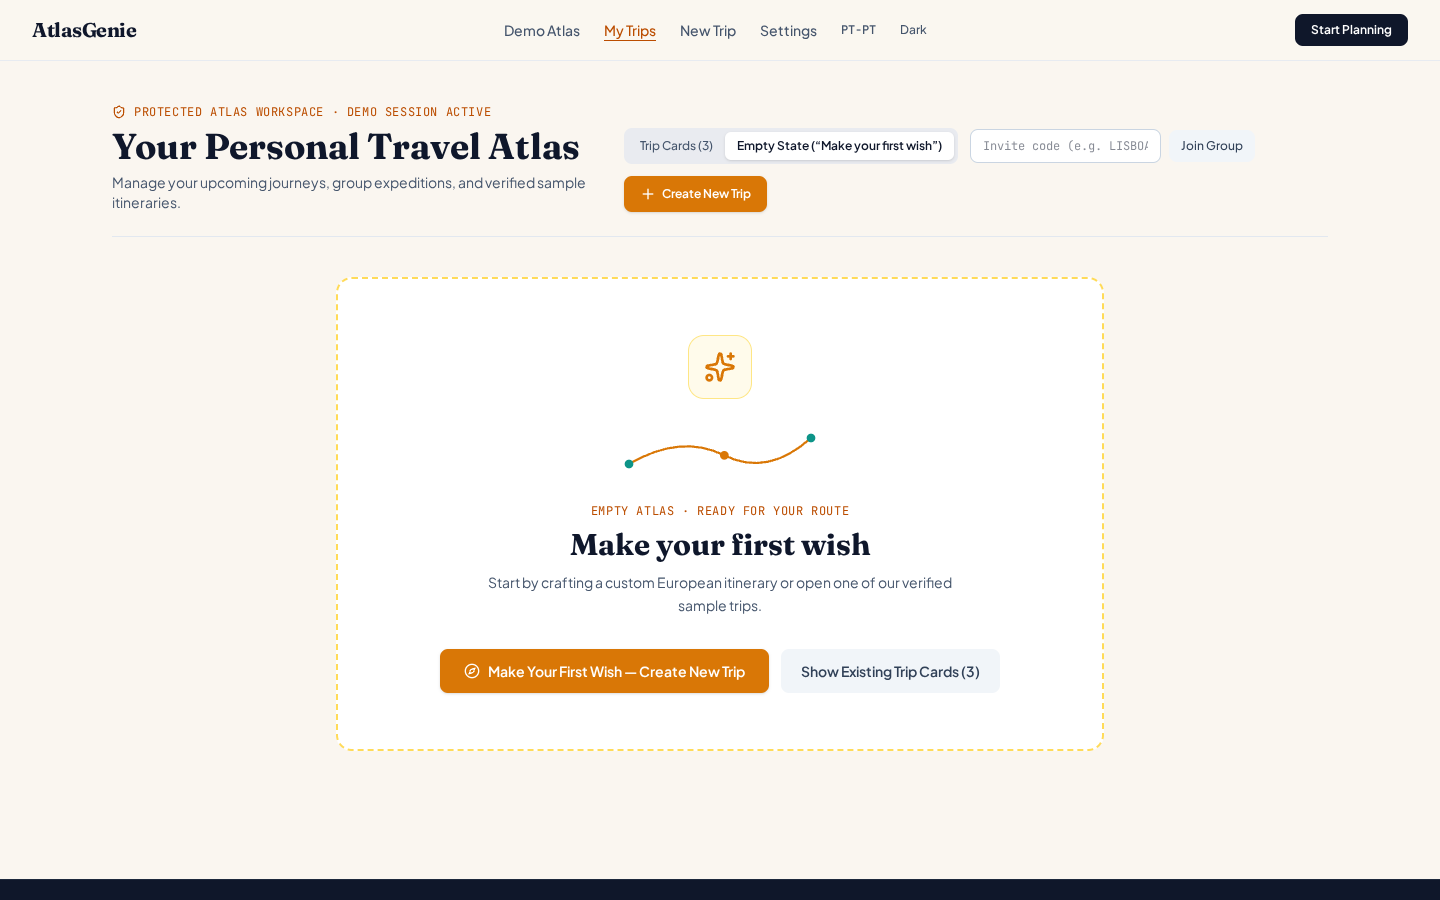 AtlasGenie
Demo Atlas
My Trips
New Trip
Settings
PT-PT
Dark
Start Planning
PROTECTED ATLAS WORKSPACE · DEMO SESSION ACTIVE
Your Personal Travel Atlas
Manage your upcoming journeys, group expeditions, and verified sample
itineraries.
Trip Cards (3)
Empty State (“Make your first wish”)
Invite code (e.g. LISBOA
Join Group
Create New Trip
EMPTY ATLAS · READY FOR YOUR ROUTE
Make your first wish
Start by crafting a custom European itinerary or open one of our verified
sample trips.
Make Your First Wish — Create New Trip
Show Existing Trip Cards (3)